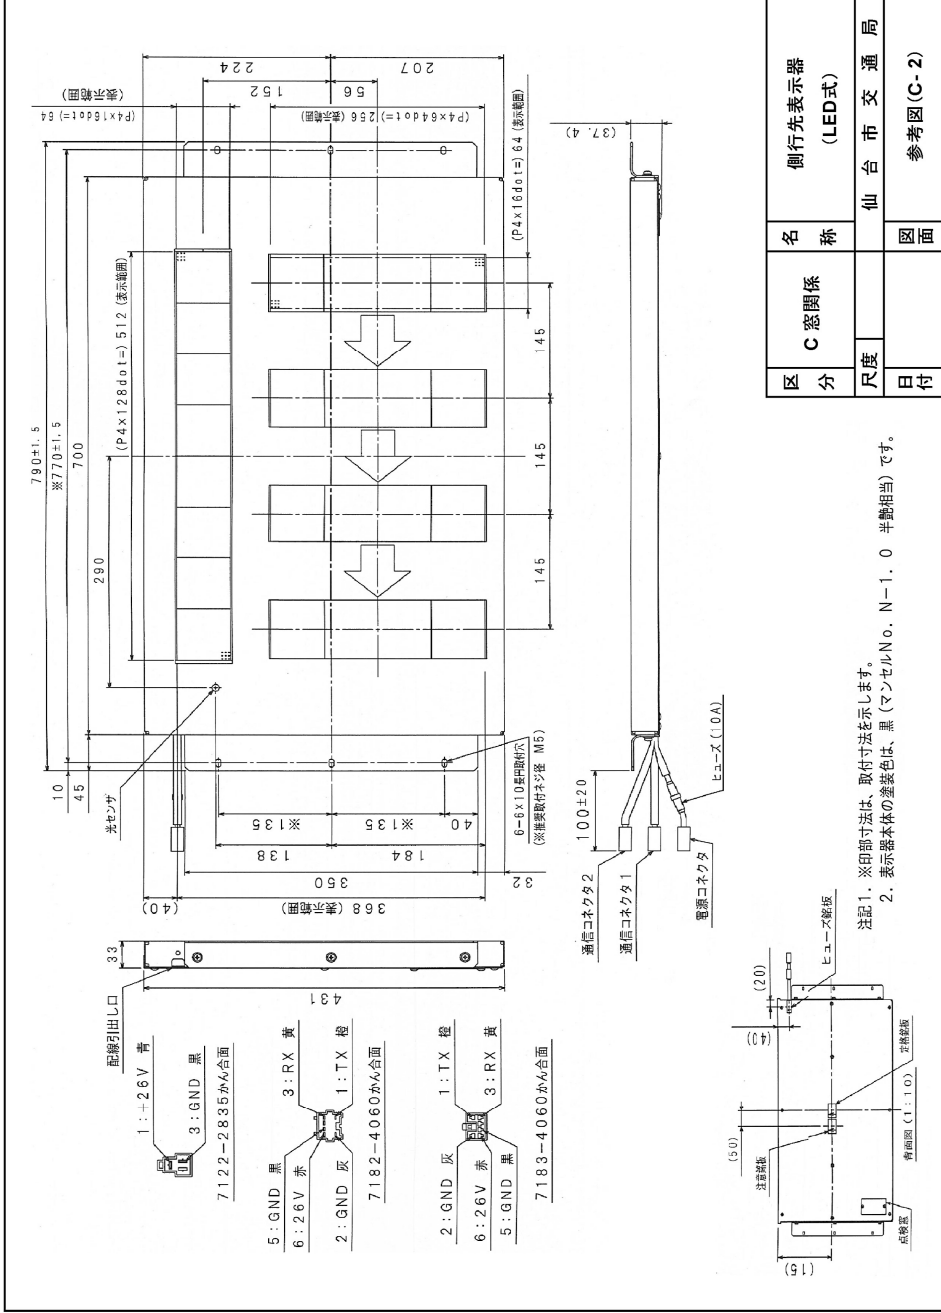 790±1.5
※770±1.5
700
(P4×128dot=) 512 (表示範囲)
290
10
45
(P4×16dot=) 64
(表示範囲)
224
152
56
207
(P4×64dot=) 256 (表示範囲)
(P4×16dot=) 64 (表示範囲)
145
145
145
光センサ
※135
※135
40
138
184
350
32
(40)
368 (表示範囲)
6-6×10長円取付穴
(※推奨取付ネジ径 M5)
(37.4)
100±20
ヒューズ(10A)
通信コネクタ2
通信コネクタ1
電源コネクタ
33
431
配線引出し口
1:+26V 青
3:GND 黒
7122-2835かん合面
5:GND 黒
6:26V 赤
2:GND 灰
3:RX 黄
1:TX 橙
7182-4060かん合面
2:GND 灰
6:26V 赤
5:GND 黒
1:TX 橙
3:RX 黄
7183-4060かん合面
(20)
(40)
(50)
(15)
ヒューズ銘板
定格銘板
注意銘板
点検窓
背面図 (1:10)
注記1. ※印部寸法は、取付寸法を示します。
2. 表示器本体の塗装色は、黒 (マンセルNo. N-1.0 半艶相当) です。
区分
C 窓関係
名称
側行先表示器
(LED式)
尺度
仙台市交通局
日付
図面
参考図(C-2)